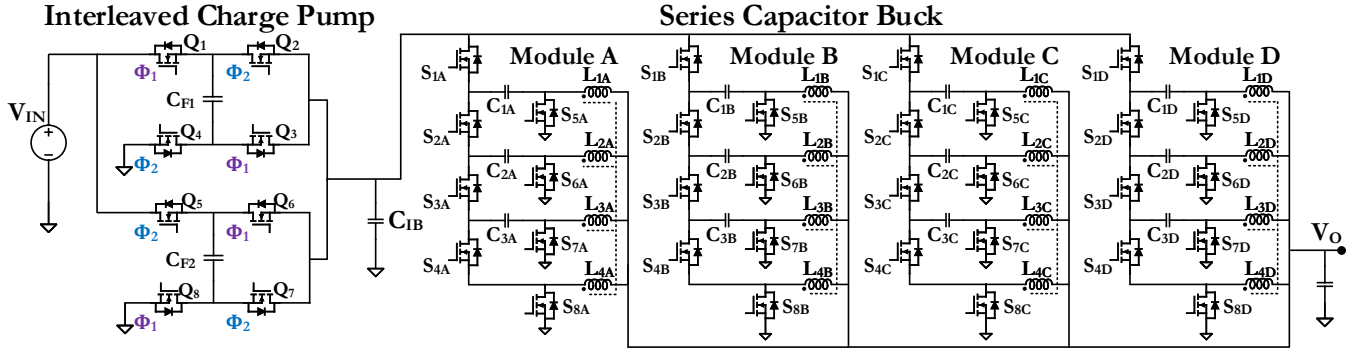 Interleaved Charge Pump
Series Capacitor Buck
Q1
Q2
Φ1
Φ2
CF1
VIN
Q4
Q3
Φ2
Φ1
Q5
Q6
Φ2
Φ1
CF2
Q8
Q7
Φ1
Φ2
CIB
Module A
S1A
L1A
C1A
S5A
S2A
L2A
C2A
S6A
S3A
L3A
C3A
S7A
S4A
L4A
S8A
Module B
S1B
L1B
C1B
S5B
S2B
L2B
C2B
S6B
S3B
L3B
C3B
S7B
S4B
L4B
S8B
Module C
S1C
L1C
C1C
S5C
S2C
L2C
C2C
S6C
S3C
L3C
C3C
S7C
S4C
L4C
S8C
Module D
S1D
L1D
C1D
S5D
S2D
L2D
C2D
S6D
S3D
L3D
C3D
S7D
S4D
L4D
S8D
VO